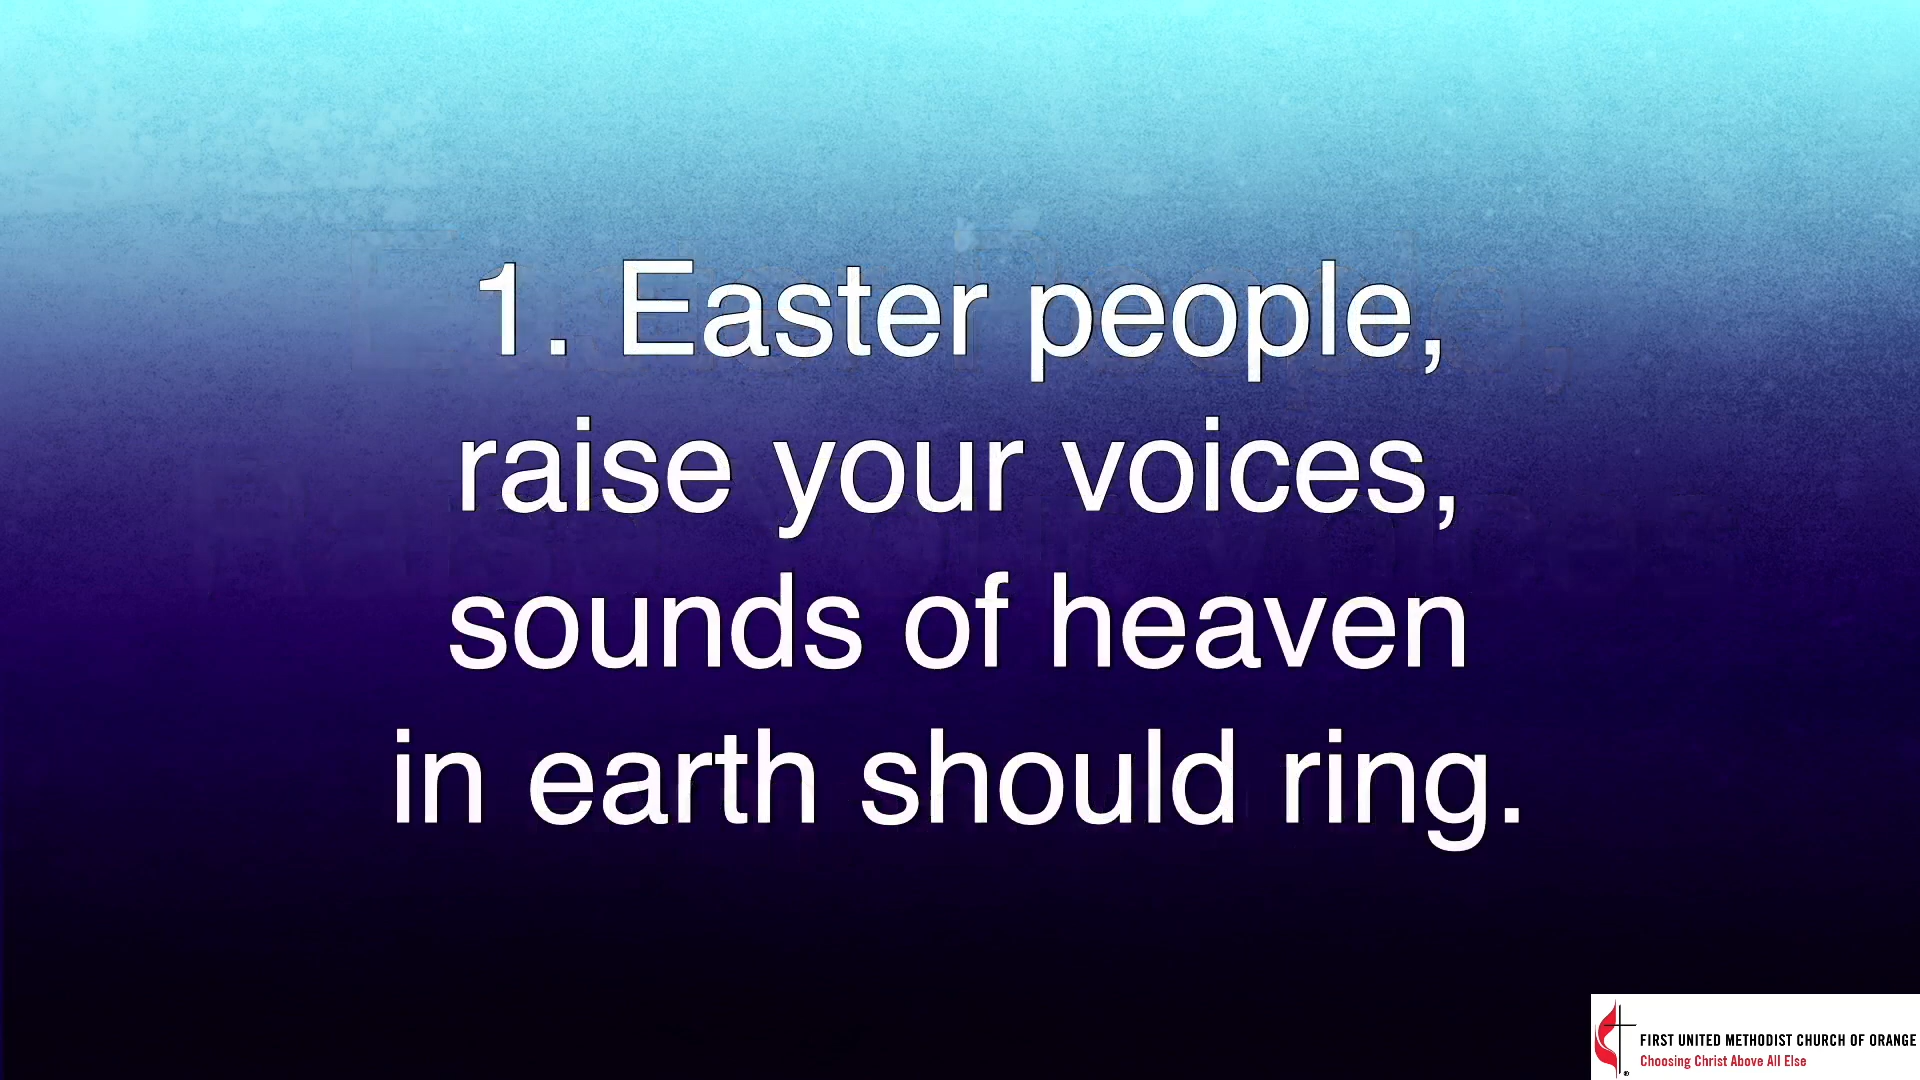 1. Easter people,
raise your voices,
sounds of heaven
in earth should ring.
FIRST UNITED METHODIST CHURCH OF ORANGE
Choosing Christ Above All Else